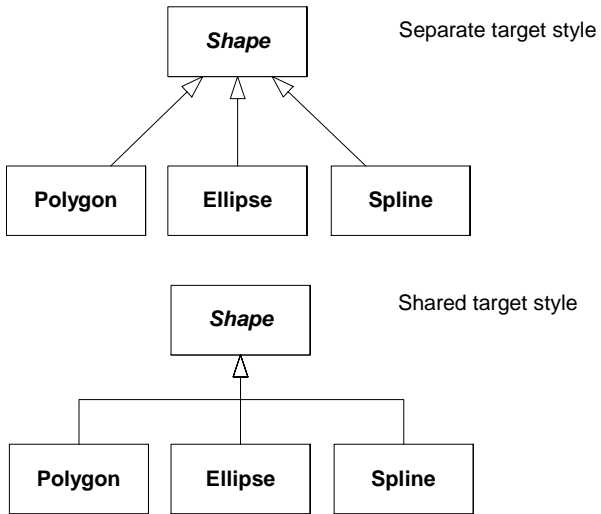 Shape
Separate target style
Polygon
Ellipse
Spline
Shape
Shared target style
Polygon
Ellipse
Spline